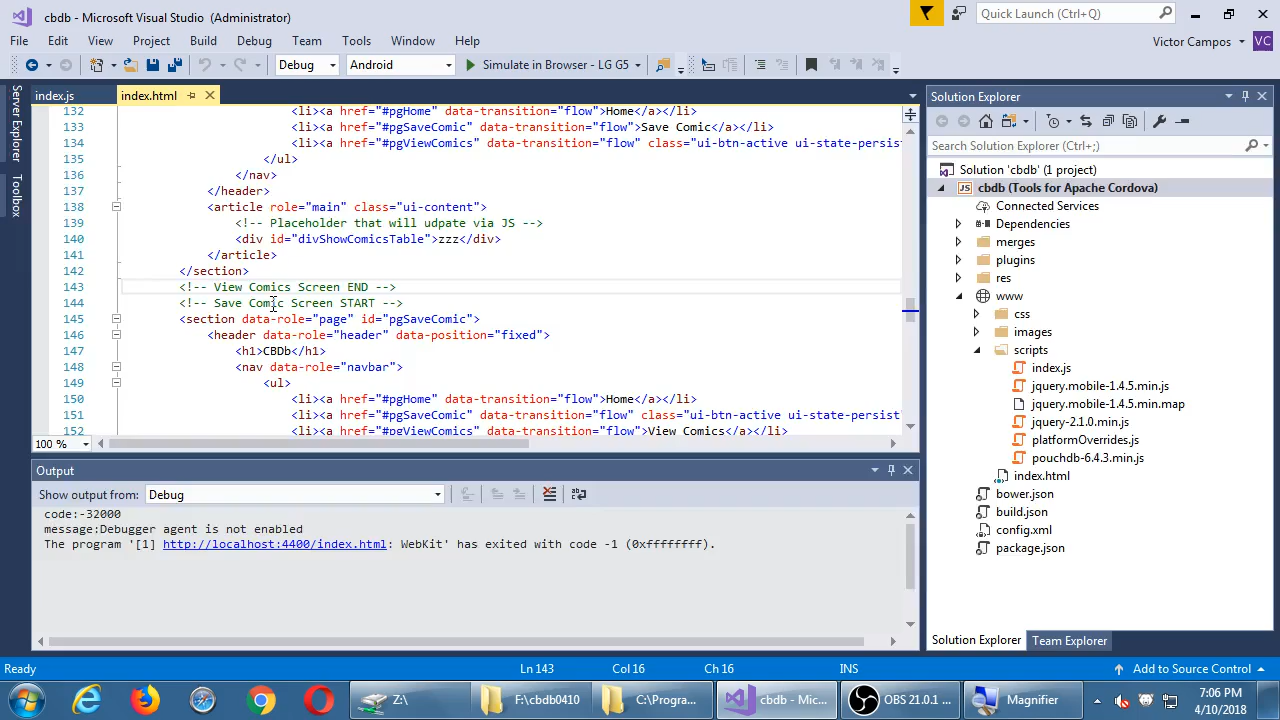 cbdb - Microsoft Visual Studio (Administrator)
Quick Launch (Ctrl+Q)
File Edit View Project Build Debug Team Tools Window Help
Victor Campos VC
Debug Android Simulate in Browser - LG G5
Server Explorer
Toolbox
index.js index.html
132 <li><a href="#pgHome" data-transition="flow">Home</a></li>
133 <li><a href="#pgSaveComic" data-transition="flow">Save Comic</a></li>
134 <li><a href="#pgViewComics" data-transition="flow" class="ui-btn-active ui-state-persist
135 </ul>
136 </nav>
137 </header>
138 <article role="main" class="ui-content">
139 <!-- Placeholder that will udpate via JS -->
140 <div id="divShowComicsTable">zzz</div>
141 </article>
142 </section>
143 <!-- View Comics Screen END -->
144 <!-- Save Comic Screen START -->
145 <section data-role="page" id="pgSaveComic">
146 <header data-role="header" data-position="fixed">
147 <h1>CBDb</h1>
148 <nav data-role="navbar">
149 <ul>
150 <li><a href="#pgHome" data-transition="flow">Home</a></li>
151 <li><a href="#pgSaveComic" data-transition="flow" class="ui-btn-active ui-state-persist
152 <li><a href="#pgViewComics" data-transition="flow">View Comics</a></li>
100 %
Output
Show output from: Debug
code:-32000
message:Debugger agent is not enabled
The program '[1] http://localhost:4400/index.html: WebKit' has exited with code -1 (0xffffffff).
Solution Explorer
Search Solution Explorer (Ctrl+;)
Solution 'cbdb' (1 project)
JS cbdb (Tools for Apache Cordova)
Connected Services
Dependencies
merges
plugins
res
www
css
images
scripts
index.js
jquery.mobile-1.4.5.min.js
jquery.mobile-1.4.5.min.map
jquery-2.1.0.min.js
platformOverrides.js
pouchdb-6.4.3.min.js
index.html
bower.json
build.json
config.xml
package.json
Solution Explorer Team Explorer
Ready Ln 143 Col 16 Ch 16 INS Add to Source Control
Z:\ F:\cbdb0410 C:\Progra... cbdb - Mic... OBS 21.0.1 ... Magnifier
7:06 PM
4/10/2018